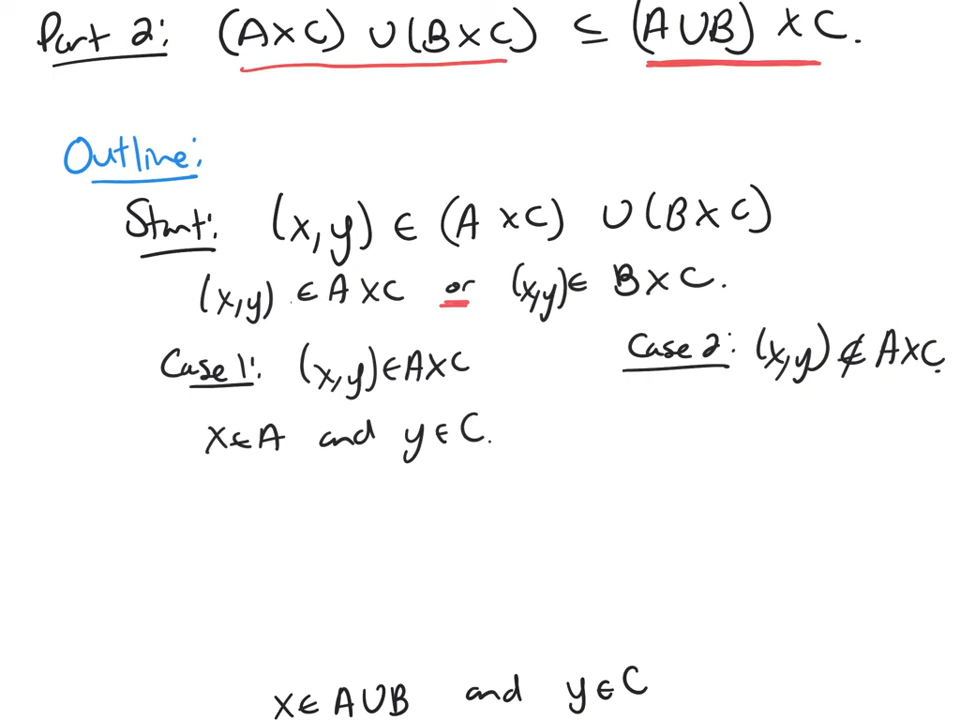 Part 2: (A×C) ∪ (B×C) ⊆ (A∪B) × C.
Outline:
Start: (x,y) ∈ (A×C) ∪ (B×C)
(x,y) ∈ A×C or (x,y) ∈ B×C.
Case 1: (x,y) ∈ A×C Case 2: (x,y) ∉ A×C.
x∈A and y∈C.
x∈ A∪B and y∈C